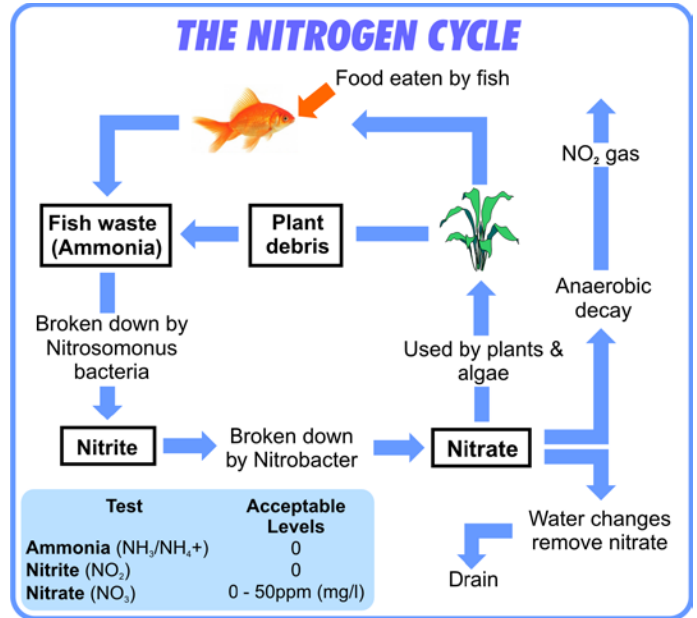 THE NITROGEN CYCLE
Food eaten by fish
NO₂ gas
Fish waste
(Ammonia)
Plant
debris
Anaerobic
decay
Broken down by
Nitrosomonus
bacteria
Used by plants &
algae
Nitrite
Broken down
by Nitrobacter
Nitrate
Water changes
remove nitrate
Drain
Test Acceptable
Levels
Ammonia (NH₃/NH₄+) 0
Nitrite (NO₂) 0
Nitrate (NO₃) 0 - 50ppm (mg/l)